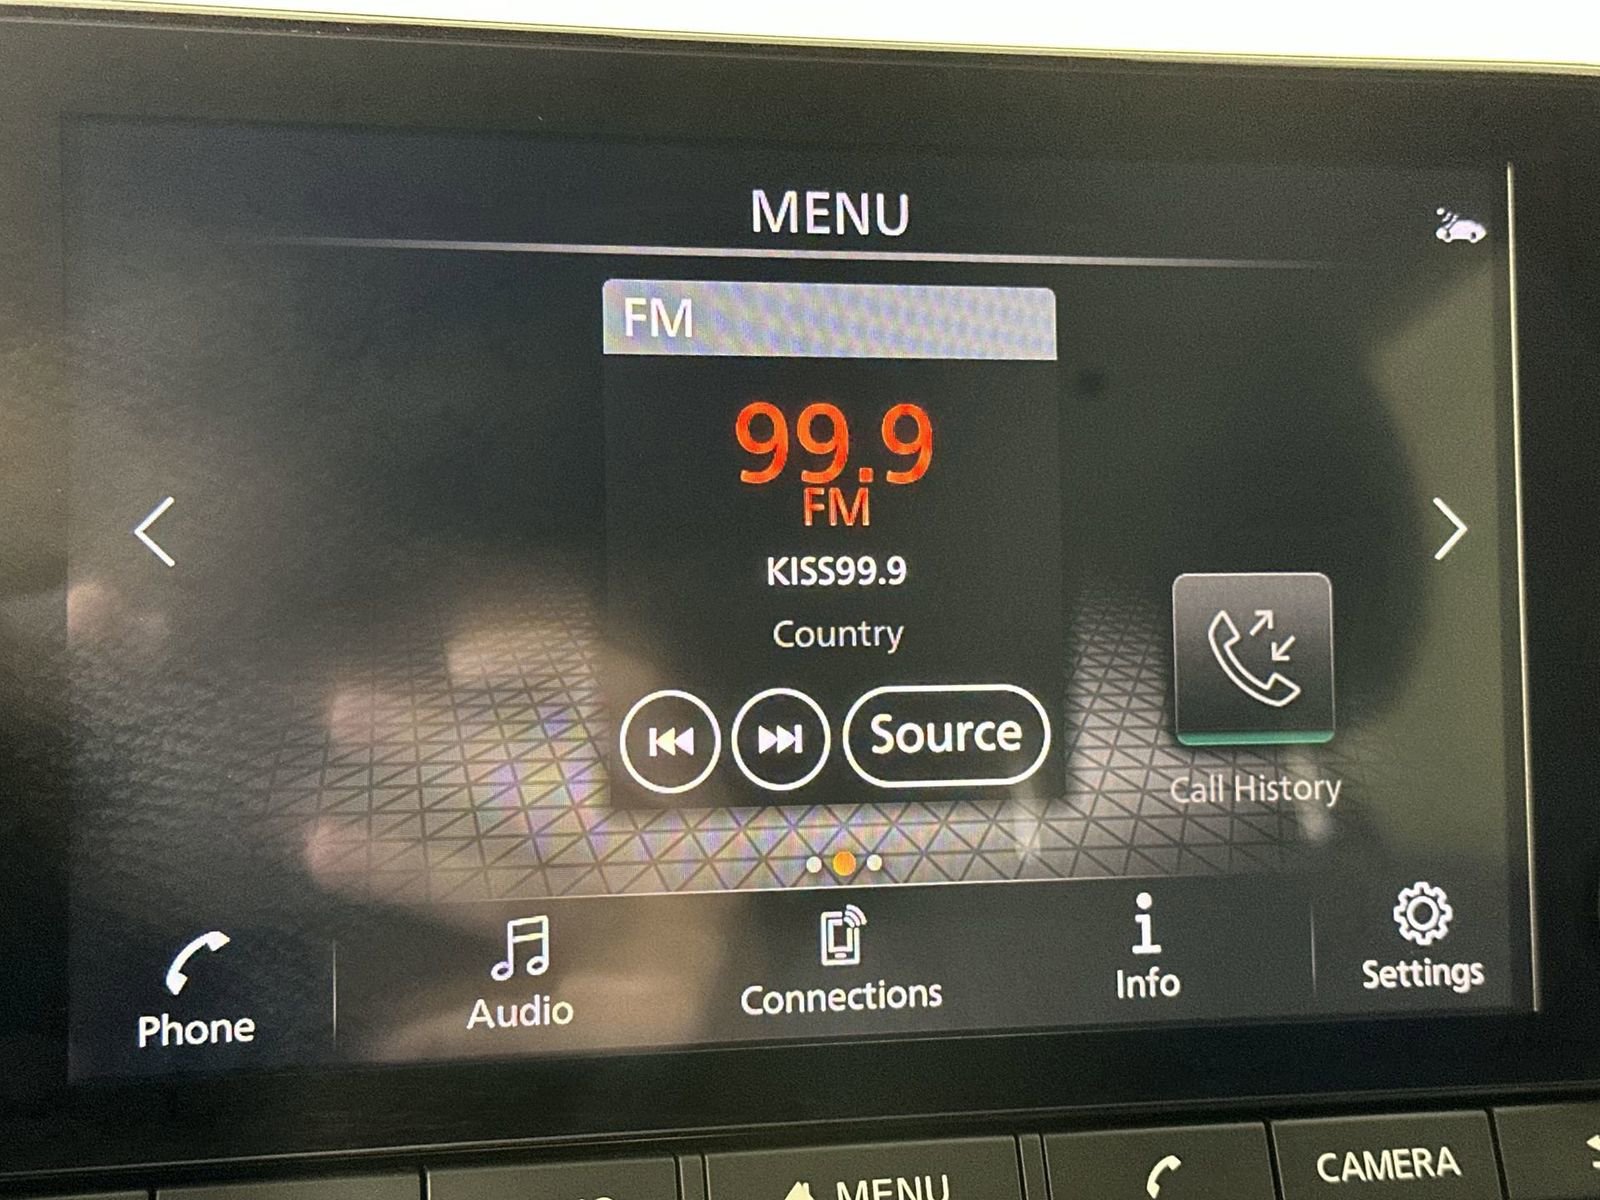 MENU
FM
99.9
FM
KISS99.9
Country
Source
Call History
Phone
Audio
Connections
Info
Settings
MENU
CAMERA